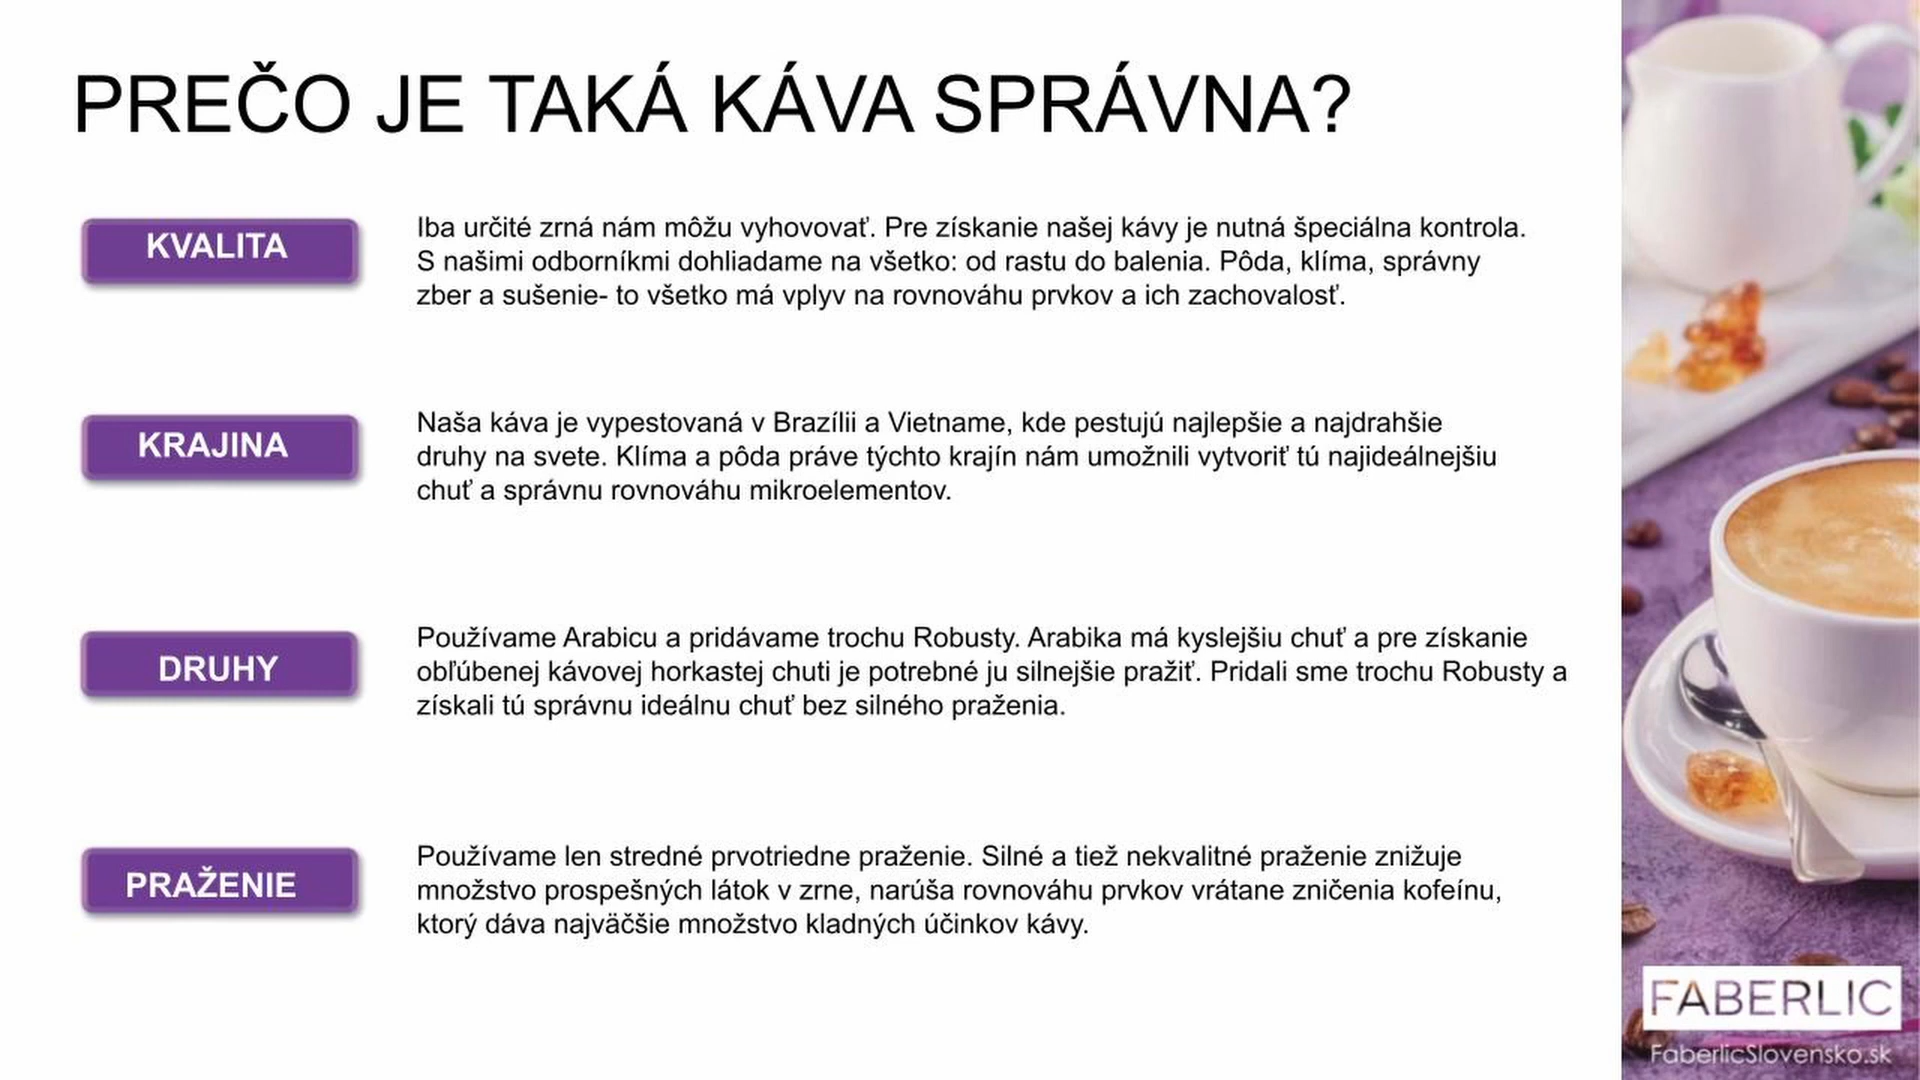 PREČO JE TAKÁ KÁVA SPRÁVNA?
KVALITA
Iba určité zrná nám môžu vyhovovať. Pre získanie našej kávy je nutná špeciálna kontrola.
S našimi odborníkmi dohliadame na všetko: od rastu do balenia. Pôda, klíma, správny
zber a sušenie- to všetko má vplyv na rovnováhu prvkov a ich zachovalosť.
KRAJINA
Naša káva je vypestovaná v Brazílii a Vietname, kde pestujú najlepšie a najdrahšie
druhy na svete. Klíma a pôda práve týchto krajín nám umožnili vytvoriť tú najideálnejšiu
chuť a správnu rovnováhu mikroelementov.
DRUHY
Používame Arabicu a pridávame trochu Robusty. Arabika má kyslejšiu chuť a pre získanie
obľúbenej kávovej horkastej chuti je potrebné ju silnejšie pražiť. Pridali sme trochu Robusty a
získali tú správnu ideálnu chuť bez silného praženia.
PRAŽENIE
Používame len stredné prvotriedne praženie. Silné a tiež nekvalitné praženie znižuje
množstvo prospešných látok v zrne, narúša rovnováhu prvkov vrátane zničenia kofeínu,
ktorý dáva najväčšie množstvo kladných účinkov kávy.
FABERLIC
FaberlicSlovensko.sk